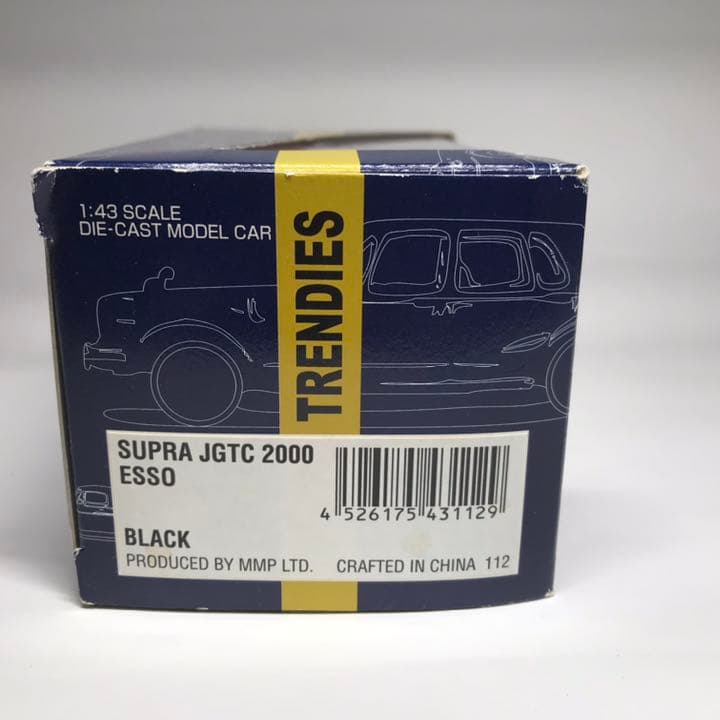 1:43 SCALE
DIE-CAST MODEL CAR
TRENDIES
SUPRA JGTC 2000
ESSO
4 526175 431129
BLACK
PRODUCED BY MMP LTD. CRAFTED IN CHINA 112